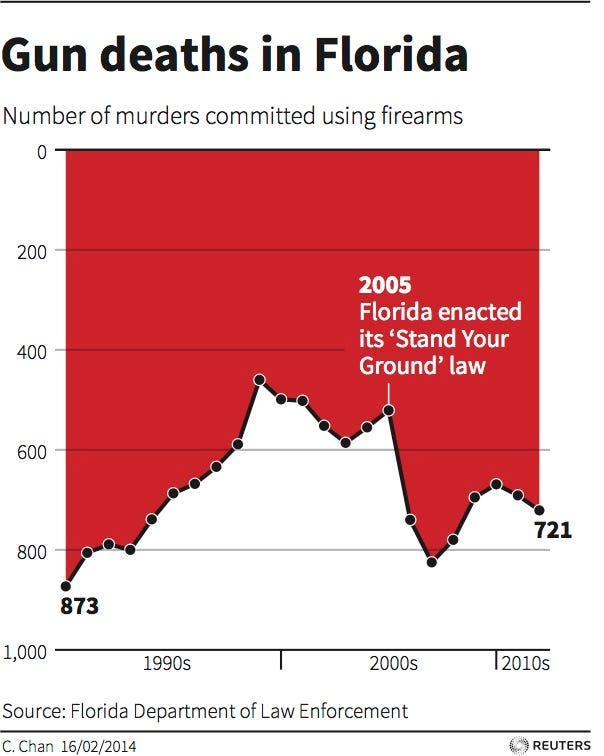 Gun deaths in Florida
Number of murders committed using firearms
0
200
400
600
800
1,000
2005
Florida enacted
its ‘Stand Your
Ground’ law
873
721
1990s
2000s
2010s
Source: Florida Department of Law Enforcement
C. Chan 16/02/2014
REUTERS